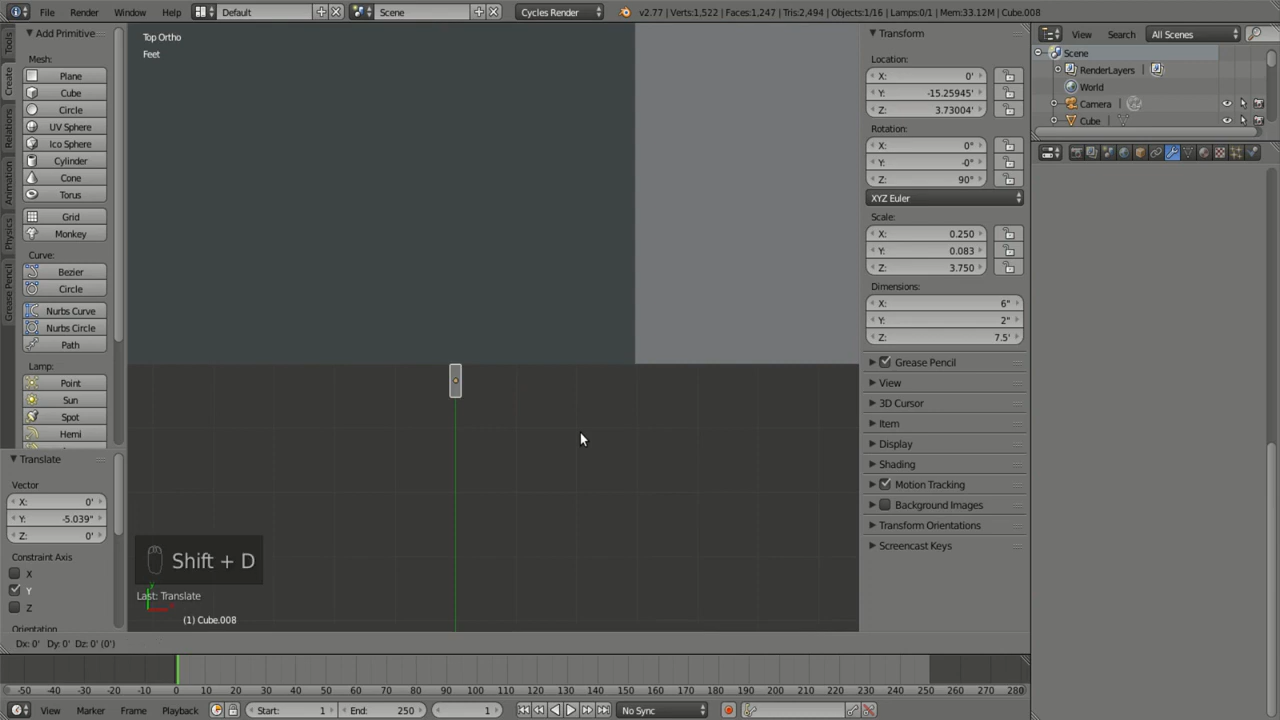 File Render Window Help Default Scene Cycles Render v2.77 | Verts:1,522 | Faces:1,247 | Tris:2,494 | Objects:1/16 | Lamps:0/1 | Mem:33.12M | Cube.008
Tools
Create
Relations
Animation
Physics
Grease Pencil
Add Primitive
Mesh:
Plane
Cube
Circle
UV Sphere
Ico Sphere
Cylinder
Cone
Torus
Grid
Monkey
Curve:
Bezier
Circle
Nurbs Curve
Nurbs Circle
Path
Lamp:
Point
Sun
Spot
Hemi
Translate
Vector
X: 0'
Y: -5.039"
Z: 0'
Constraint Axis
X
Y
Z
Orientation
Top Ortho
Feet
Shift + D
Last: Translate
(1) Cube.008
Dx: 0' Dy: 0' Dz: 0' (0')
Transform
Location:
X: 0'
Y: -15.25945'
Z: 3.73004'
Rotation:
X: 0°
Y: -0°
Z: 90°
XYZ Euler
Scale:
X: 0.250
Y: 0.083
Z: 3.750
Dimensions:
X: 6"
Y: 2"
Z: 7.5'
Grease Pencil
View
3D Cursor
Item
Display
Shading
Motion Tracking
Background Images
Transform Orientations
Screencast Keys
View Search All Scenes
Scene
RenderLayers
World
Camera
Cube
-50 -40 -30 -20 -10 0 10 20 30 40 50 60 70 80 90 100 110 120 130 140 150 160 170 180 190 200 210 220 230 240 250 260 270 280
View Marker Frame Playback Start: 1 End: 250 1 No Sync